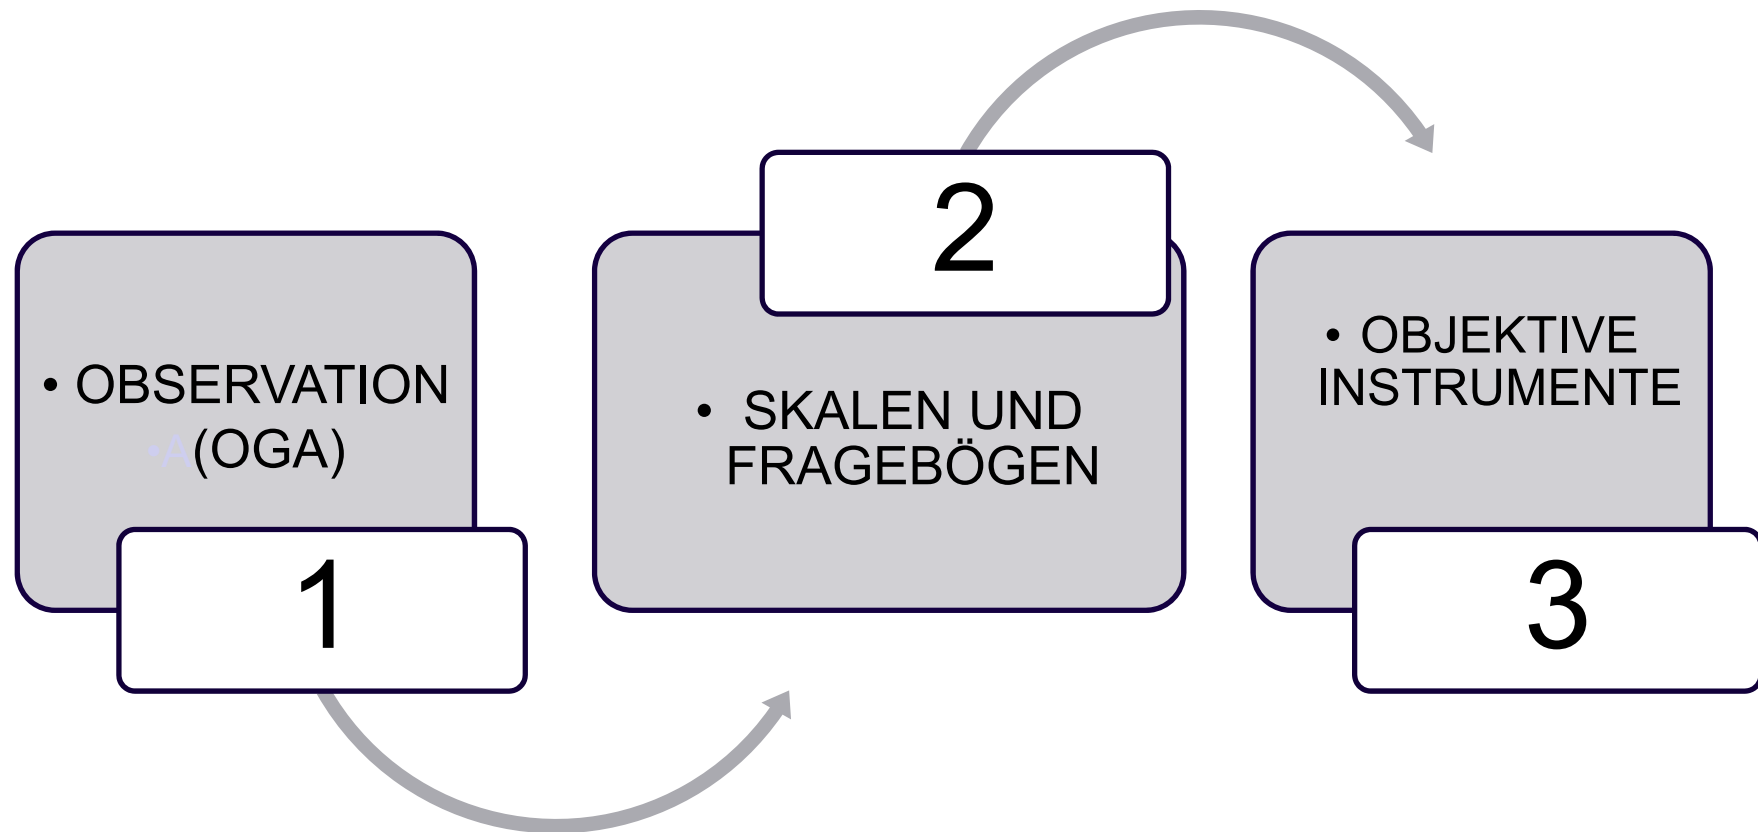 • OBSERVATION
•A(OGA)
1
2
• SKALEN UND
FRAGEBÖGEN
• OBJEKTIVE
INSTRUMENTE
3